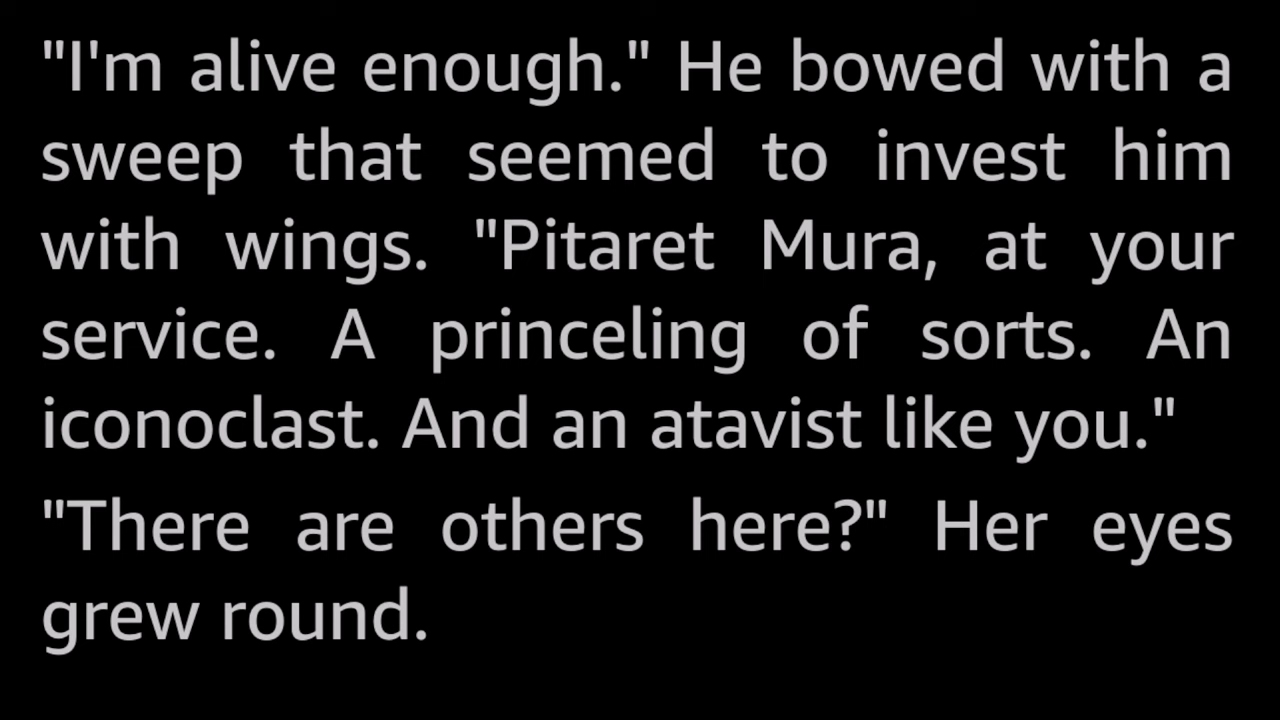 "I'm alive enough." He bowed with a
sweep that seemed to invest him
with wings. "Pitaret Mura, at your
service. A princeling of sorts. An
iconoclast. And an atavist like you."
"There are others here?" Her eyes
grew round.